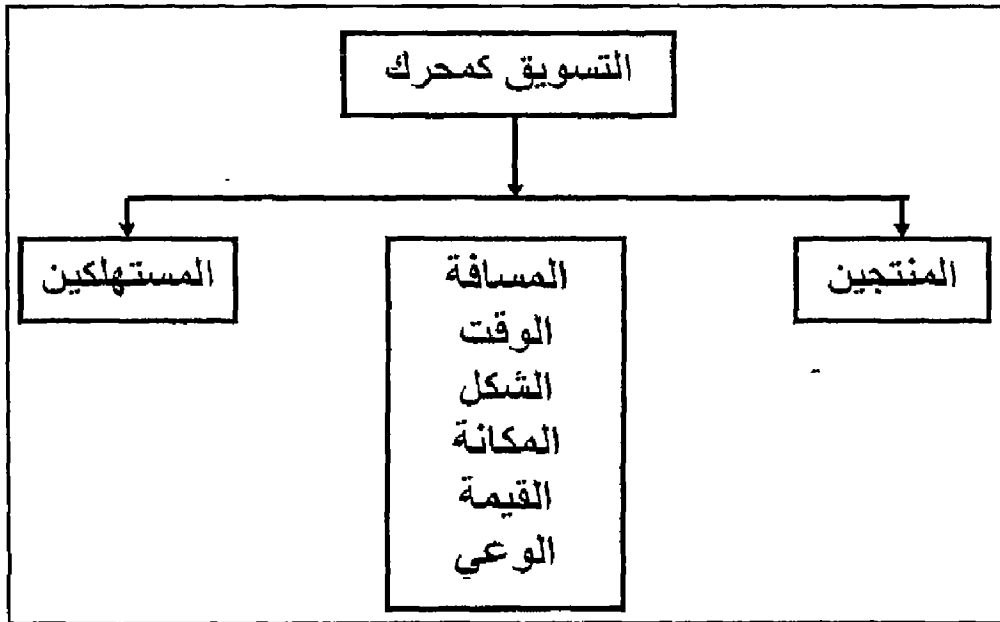 التسويق كمحرك
المنتجين
المسافة
الوقت
الشكل
المكانة
القيمة
الوعي
المستهلكين